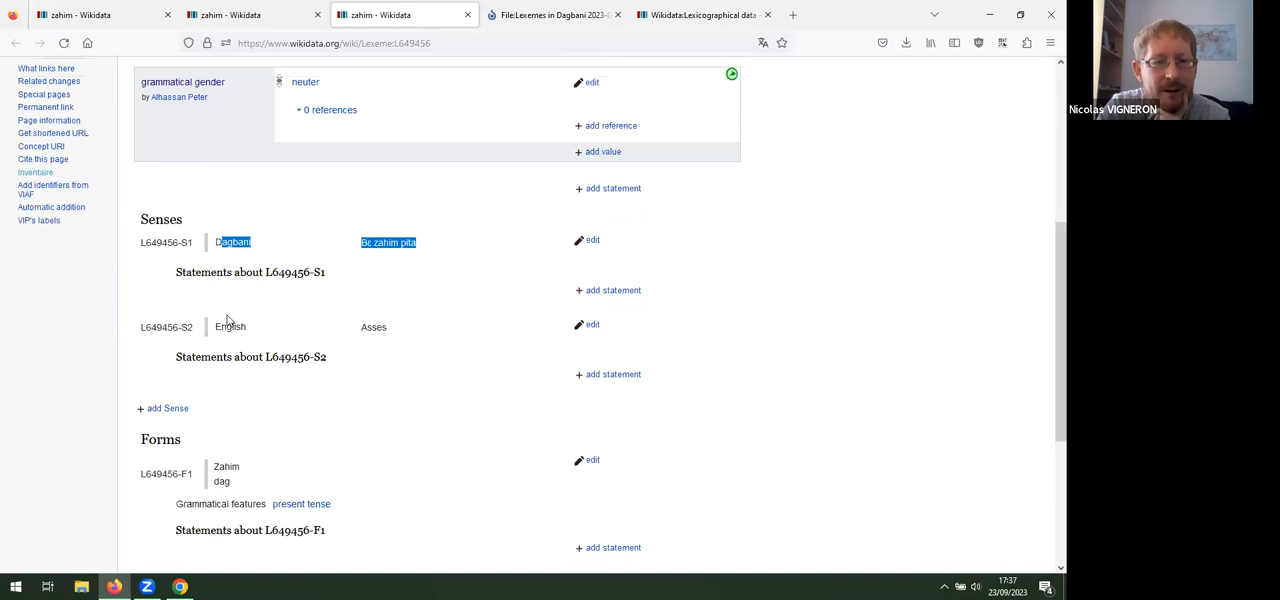 zahim - Wikidata
zahim - Wikidata
zahim - Wikidata
File:Lexemes in Dagbani 2023-0
Wikidata:Lexicographical data -
https://www.wikidata.org/wiki/Lexeme:L649456
What links here
Related changes
Special pages
Permanent link
Page information
Get shortened URL
Concept URI
Cite this page
Inventaire
Add identifiers from
VIAF
Automatic addition
VIP's labels
grammatical gender
by Alhassan Peter
neuter
edit
0 references
+ add reference
+ add value
+ add statement
Senses
L649456-S1
Dagbani
Bɛ zahim pita
edit
Statements about L649456-S1
+ add statement
L649456-S2
English
Asses
edit
Statements about L649456-S2
+ add statement
+ add Sense
Forms
L649456-F1
Zahim
dag
edit
Grammatical features present tense
Statements about L649456-F1
+ add statement
Nicolas VIGNERON
17:37
23/09/2023
4